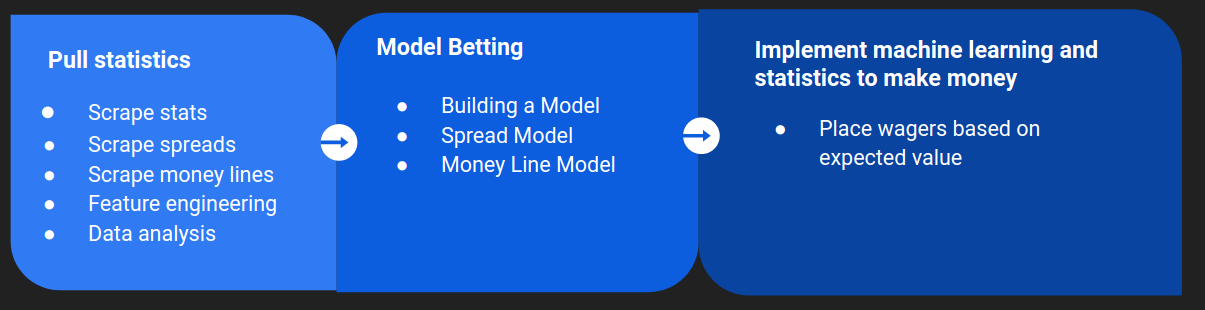 Pull statistics
Scrape stats
Scrape spreads
Scrape money lines
Feature engineering
Data analysis
Model Betting
Building a Model
Spread Model
Money Line Model
Implement machine learning and
statistics to make money
Place wagers based on
expected value